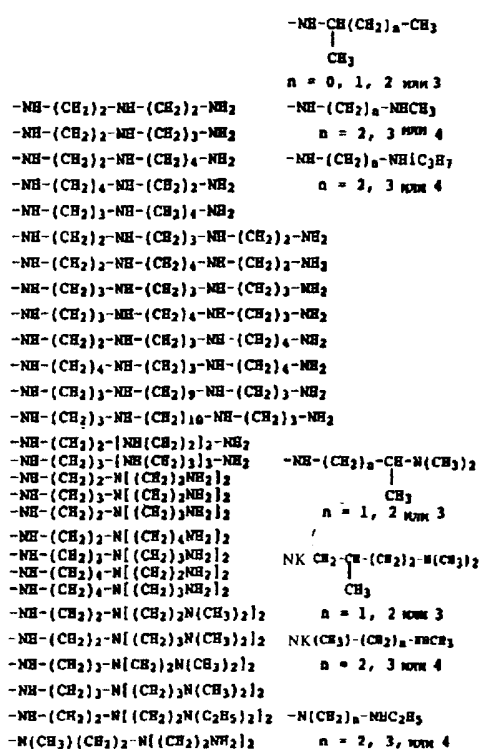 -NH-CH(CH2)n-CH3
CH3
n = 0, 1, 2 или 3
-NH-(CH2)2-NH-(CH2)2-NH2 -NH-(CH2)n-NHCH3
-NH-(CH2)2-NH-(CH2)3-NH2 n = 2, 3 или 4
-NH-(CH2)2-NH-(CH2)4-NH2 -NH-(CH2)n-NHiC3H7
-NH-(CH2)4-NH-(CH2)2-NH2 n = 2, 3 или 4
-NH-(CH2)3-NH-(CH2)4-NH2
-NH-(CH2)2-NH-(CH2)3-NH-(CH2)2-NH2
-NH-(CH2)2-NH-(CH2)4-NH-(CH2)2-NH2
-NH-(CH2)3-NH-(CH2)3-NH-(CH2)3-NH2
-NH-(CH2)3-NH-(CH2)4-NH-(CH2)3-NH2
-NH-(CH2)2-NH-(CH2)3-NH-(CH2)4-NH2
-NH-(CH2)4-NH-(CH2)3-NH-(CH2)4-NH2
-NH-(CH2)3-NH-(CH2)9-NH-(CH2)3-NH2
-NH-(CH2)3-NH-(CH2)10-NH-(CH2)3-NH2
-NH-(CH2)2-[NH(CH2)2]2-NH2
-NH-(CH2)3-[NH(CH2)3]3-NH2 -NH-(CH2)n-CH-N(CH3)2
-NH-(CH2)2-N[(CH2)2NH2]2
-NH-(CH2)3-N[(CH2)2NH2]2 CH3
-NH-(CH2)2-N[(CH2)3NH2]2 n = 1, 2 или 3
-NH-(CH2)2-N[(CH2)4NH2]2
-NH-(CH2)3-N[(CH2)3NH2]2 NK CH2-CH-(CH2)2-N(CH3)2
-NH-(CH2)4-N[(CH2)2NH2]2
-NH-(CH2)4-N[(CH2)3NH2]2 CH3
-NH-(CH2)2-N[(CH2)2N(CH3)2]2 n = 1, 2 или 3
-NH-(CH2)2-N[(CH2)3N(CH3)2]2 NK(CH3)-(CH2)n-NHCH3
-NH-(CH2)3-N[CH2)2N(CH3)2]2 n = 2, 3 или 4
-NH-(CH2)3-N[(CH2)3N(CH3)2]2
-NH-(CH2)2-N[(CH2)2N(C2H5)2]2 -N(CH2)n-NHC2H5
-N(CH3)(CH2)2-N[(CH2)2NH2]2 n = 2, 3, или 4